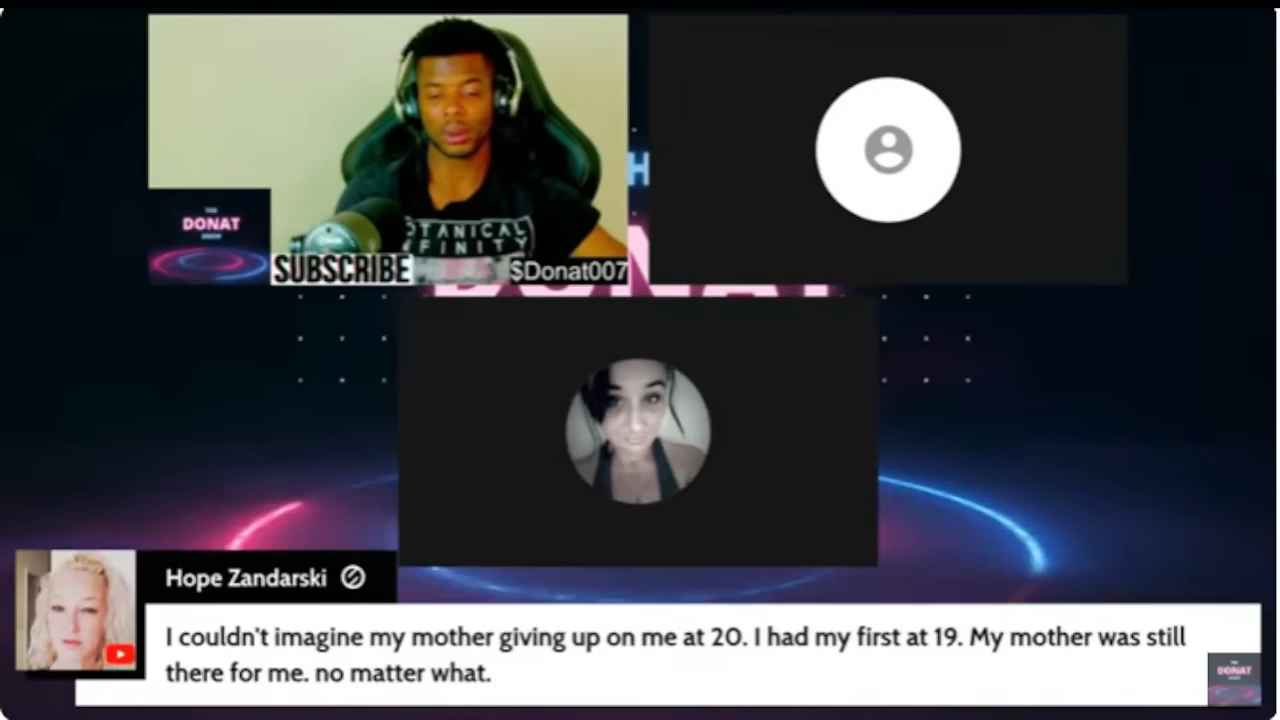 OTANICAL
FINITY
DONAT
SUBSCRIBE
$Donat007
Hope Zandarski
I couldn't imagine my mother giving up on me at 20. I had my first at 19. My mother was still
there for me. no matter what.
DONAT